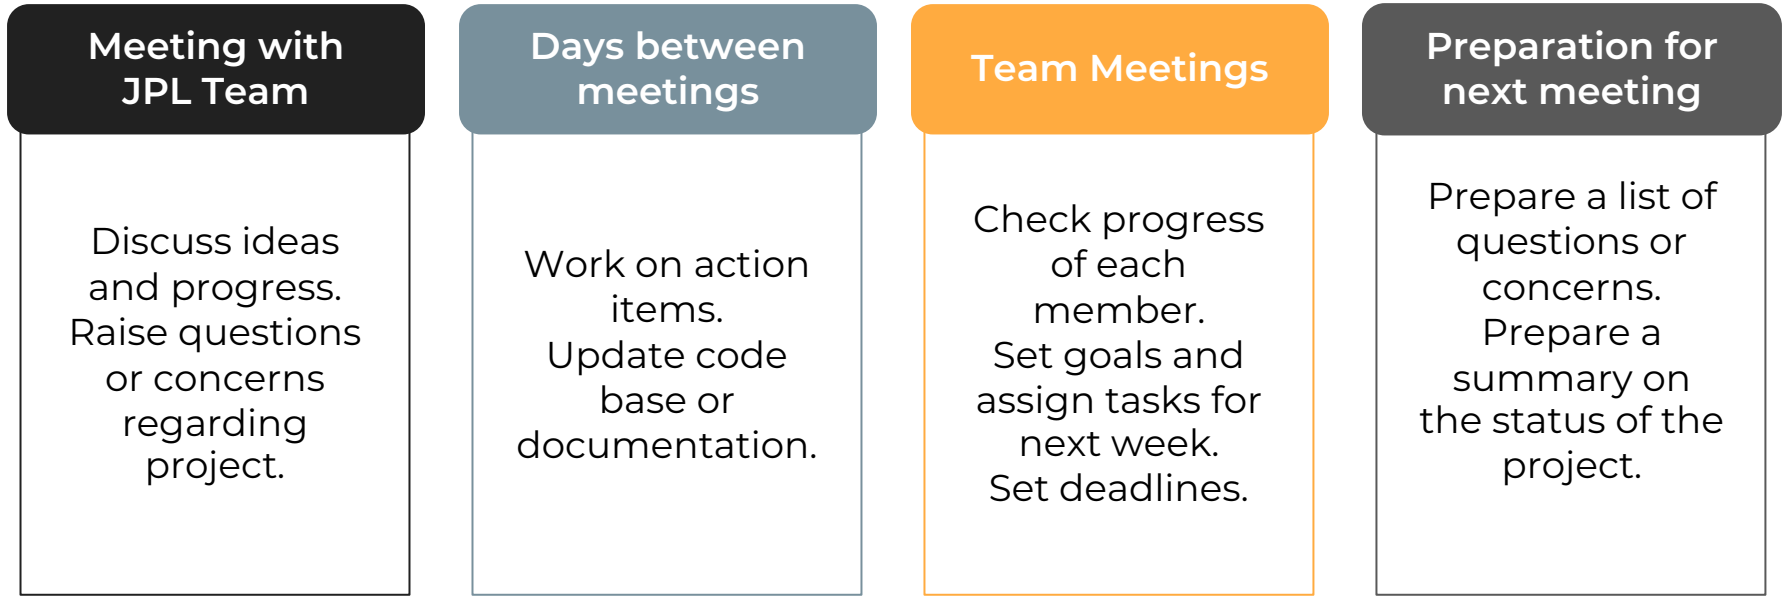 Meeting with
JPL Team
Discuss ideas
and progress.
Raise questions
or concerns
regarding
project.
Days between
meetings
Work on action
items.
Update code
base or
documentation.
Team Meetings
Check progress
of each
member.
Set goals and
assign tasks for
next week.
Set deadlines.
Preparation for
next meeting
Prepare a list of
questions or
concerns.
Prepare a
summary on
the status of the
project.